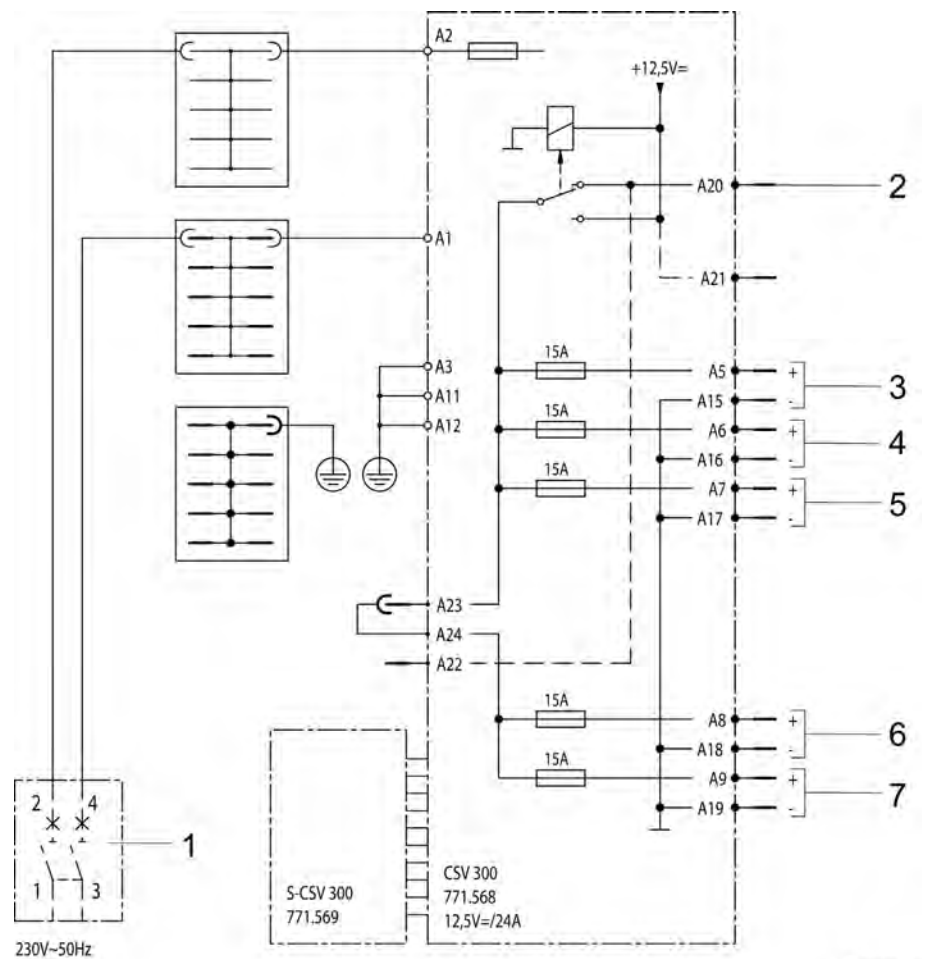 A2
+12,5V=
A20
2
A1
A21
15A
A3
A5
+
3
A11
A15
-
15A
A12
A6
+
4
A16
-
15A
A7
+
5
A17
-
A23
A24
A22
15A
A8
+
6
A18
-
15A
A9
+
7
A19
-
2
4
1
1
3
S-CSV 300
771.569
CSV 300
771.568
12,5V=/24A
230V~50Hz